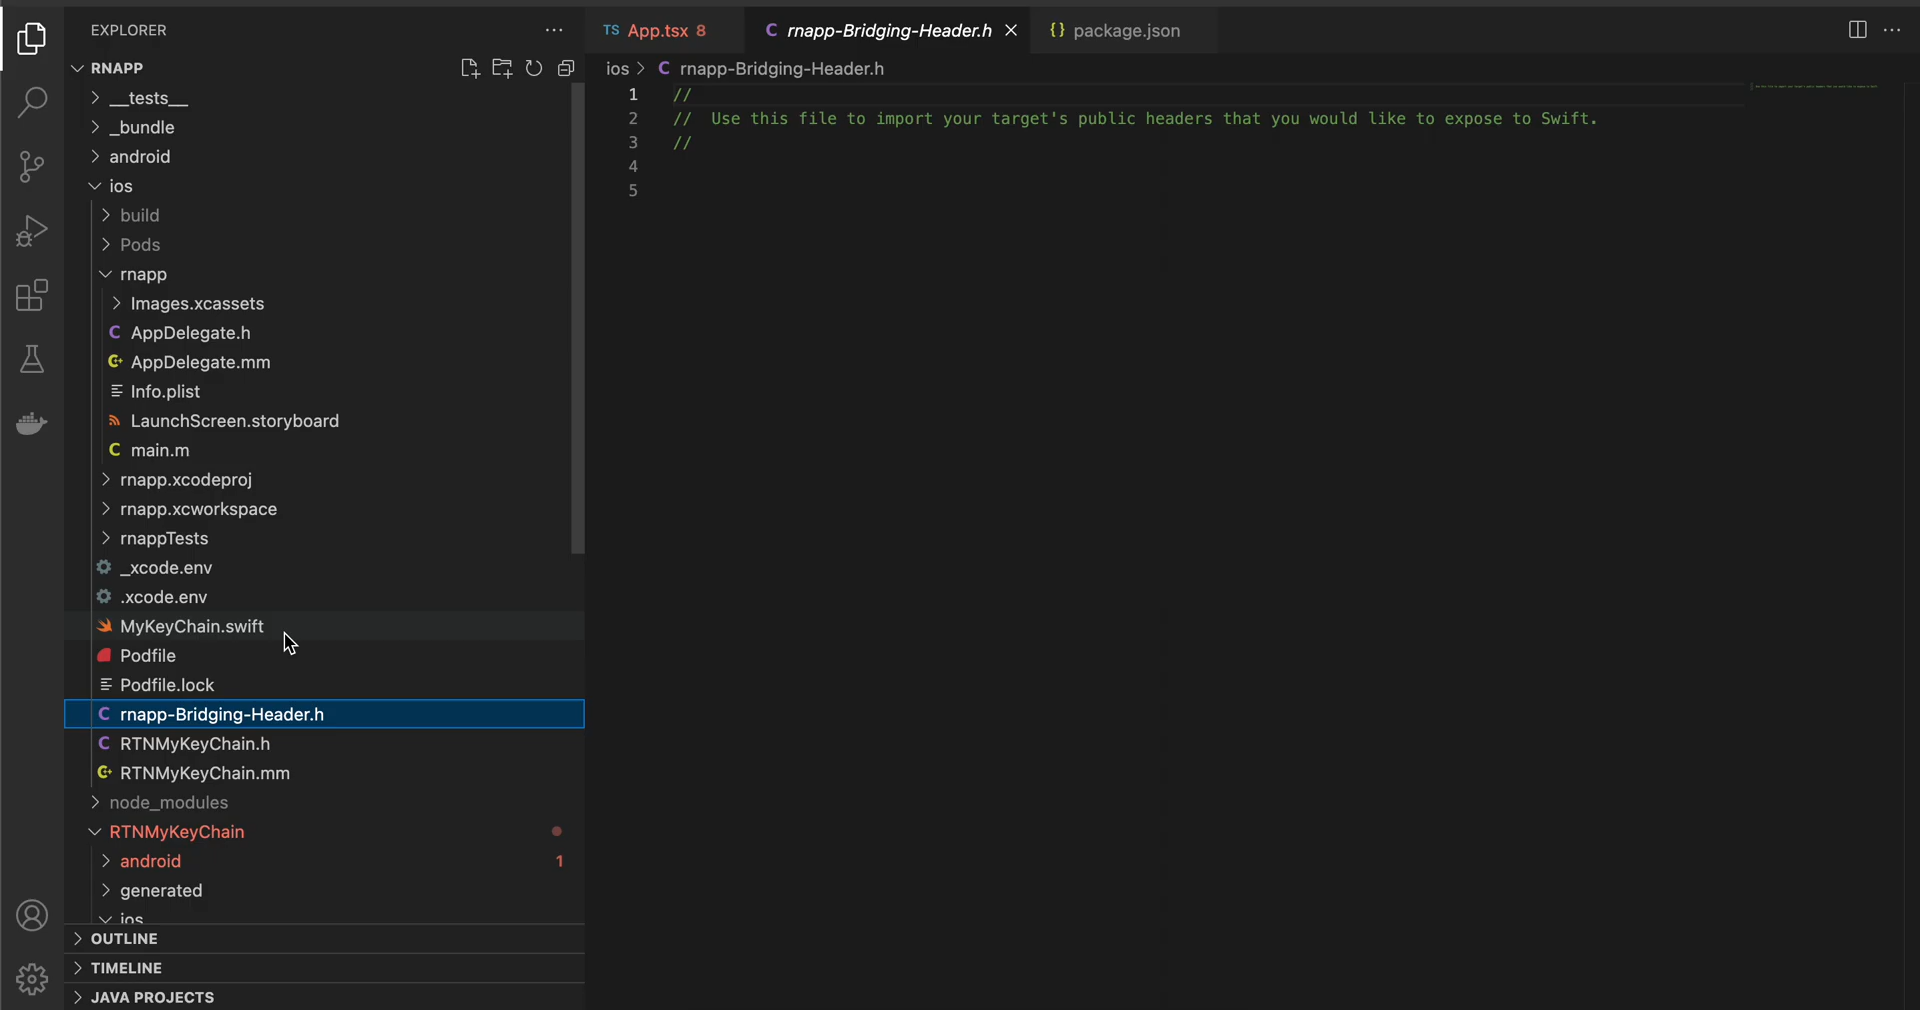 EXPLORER
RNAPP
__tests__
_bundle
android
ios
build
Pods
rnapp
Images.xcassets
C AppDelegate.h
AppDelegate.mm
Info.plist
LaunchScreen.storyboard
C main.m
rnapp.xcodeproj
rnapp.xcworkspace
rnappTests
_xcode.env
.xcode.env
MyKeyChain.swift
Podfile
Podfile.lock
C rnapp-Bridging-Header.h
C RTNMyKeyChain.h
RTNMyKeyChain.mm
node_modules
RTNMyKeyChain
android 1
generated
ios
OUTLINE
TIMELINE
JAVA PROJECTS
TS App.tsx 8
C rnapp-Bridging-Header.h
{} package.json
ios > C rnapp-Bridging-Header.h
1 //
2 // Use this file to import your target's public headers that you would like to expose to Swift.
3 //
4
5